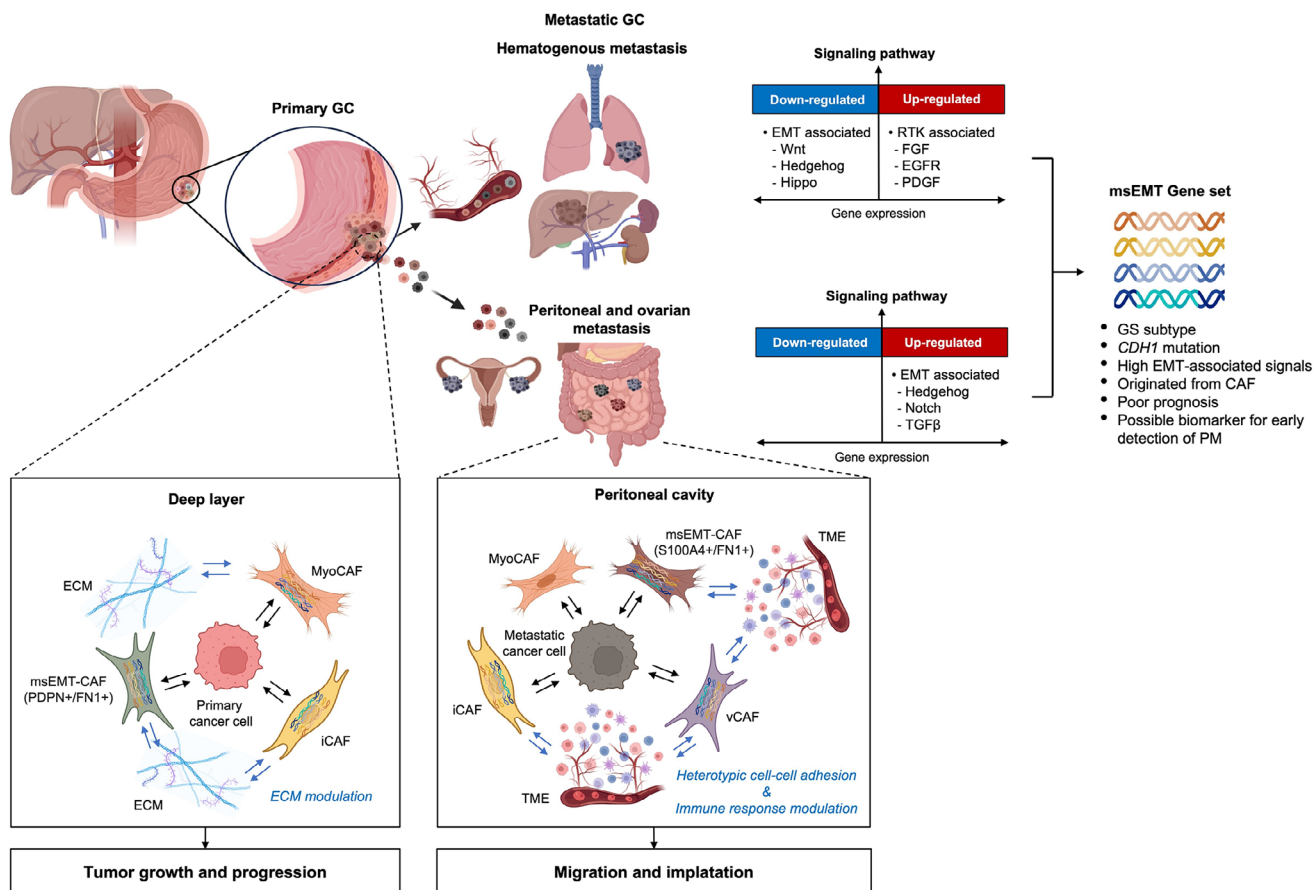 Metastatic GC
Hematogenous metastasis
Primary GC
Peritoneal and ovarian
metastasis
Signaling pathway
Down-regulated
Up-regulated
• EMT associated
- Wnt
- Hedgehog
- Hippo
• RTK associated
- FGF
- EGFR
- PDGF
Gene expression
Signaling pathway
Down-regulated
Up-regulated
• EMT associated
- Hedgehog
- Notch
- TGFβ
Gene expression
msEMT Gene set
• GS subtype
• CDH1 mutation
• High EMT-associated signals
• Originated from CAF
• Poor prognosis
• Possible biomarker for early
detection of PM
Deep layer
ECM
MyoCAF
msEMT-CAF
(PDPN+/FN1+)
Primary
cancer cell
iCAF
ECM
ECM modulation
Tumor growth and progression
Peritoneal cavity
MyoCAF
msEMT-CAF
(S100A4+/FN1+)
TME
Metastatic
cancer cell
iCAF
vCAF
TME
Heterotypic cell-cell adhesion
&
Immune response modulation
Migration and implatation